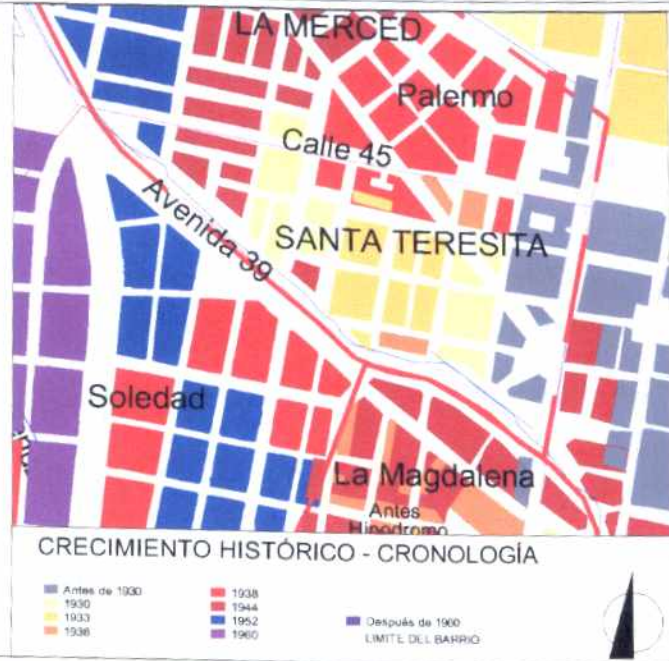 LA MERCED
Palermo
Calle 45
Avenida 39
SANTA TERESITA
Soledad
La Magdalena
Antes
Hipodromo
CRECIMIENTO HISTÓRICO - CRONOLOGÍA
Antes de 1930
1930
1933
1936
1938
1944
1952
1960
Después de 1960
LIMITE DEL BARRIO